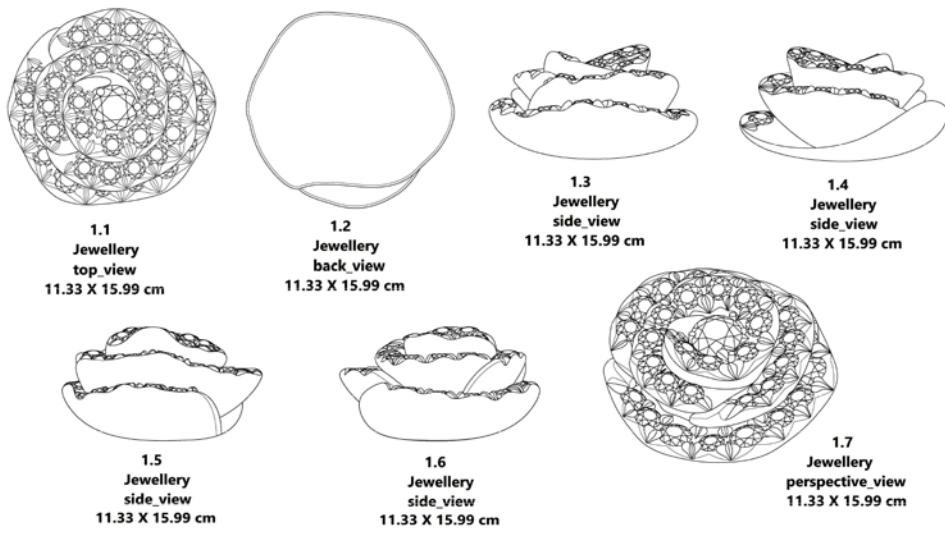 1.1
Jewellery
top_view
11.33 X 15.99 cm
1.2
Jewellery
back_view
11.33 X 15.99 cm
1.3
Jewellery
side_view
11.33 X 15.99 cm
1.4
Jewellery
side_view
11.33 X 15.99 cm
1.5
Jewellery
side_view
11.33 X 15.99 cm
1.6
Jewellery
side_view
11.33 X 15.99 cm
1.7
Jewellery
perspective_view
11.33 X 15.99 cm